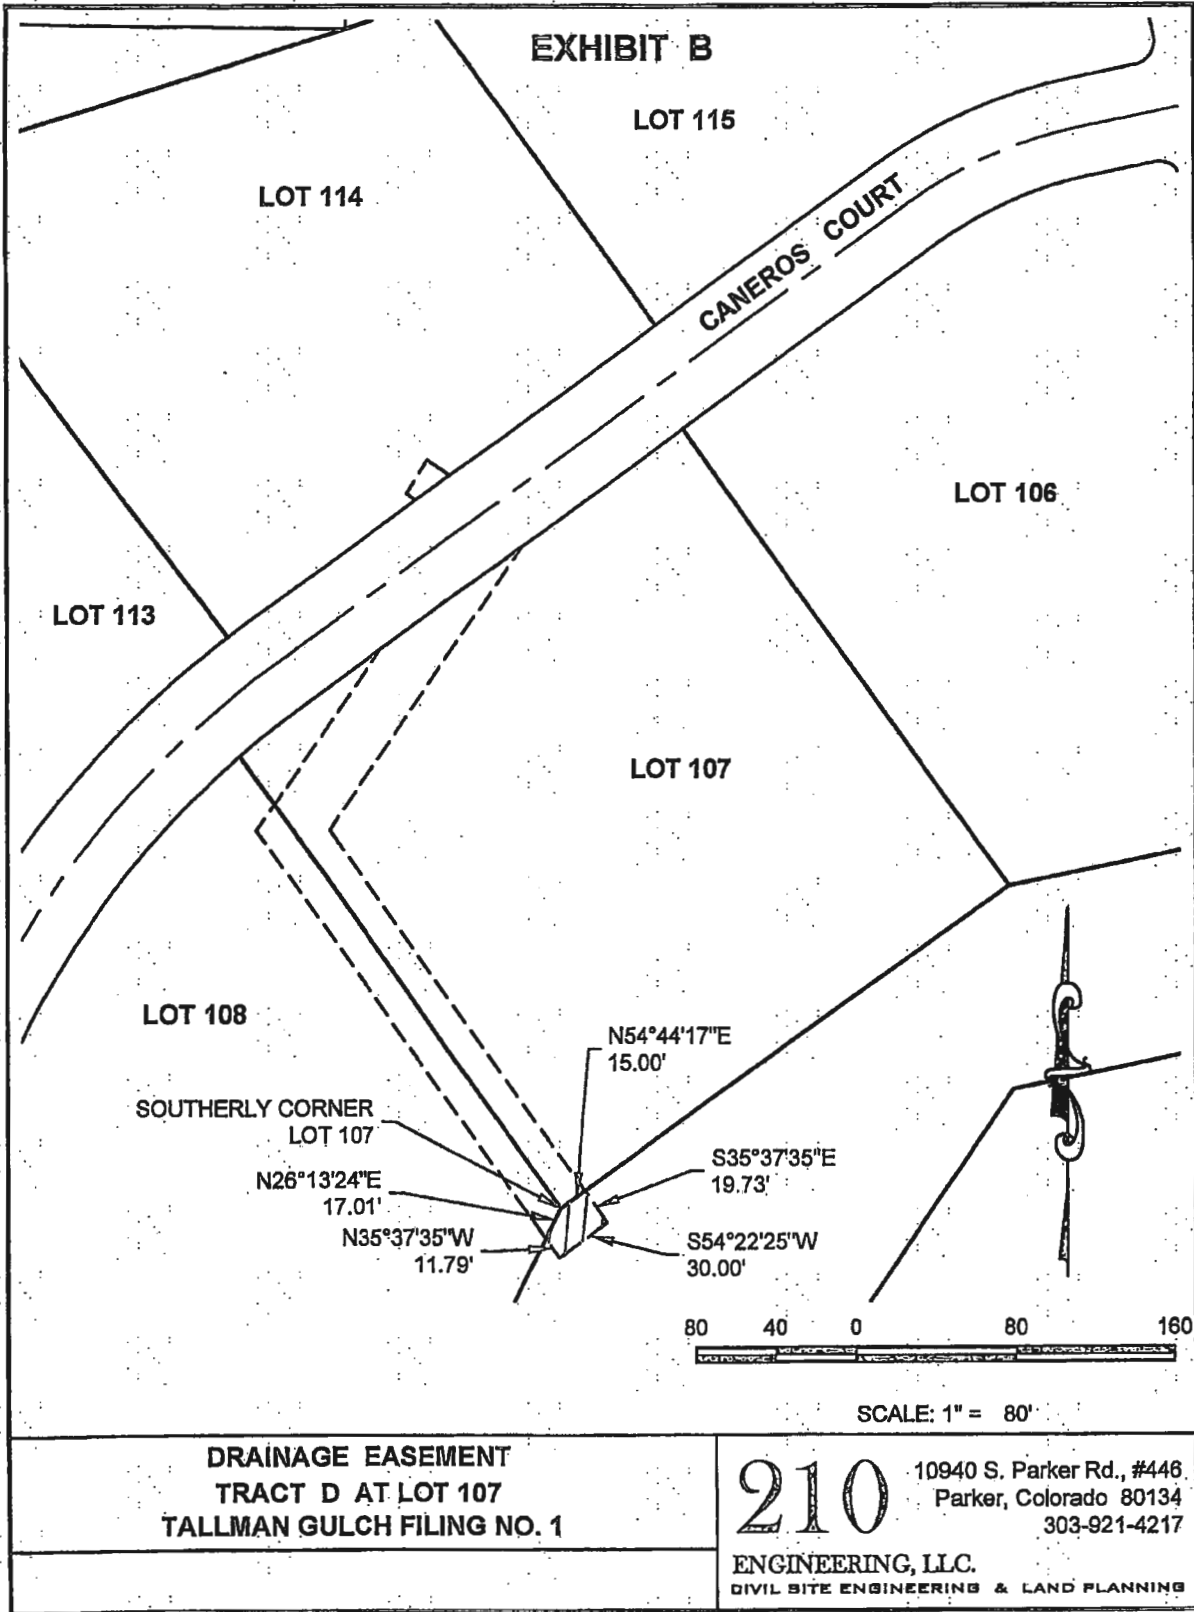 EXHIBIT B
LOT 115
LOT 114
CANEROS COURT
LOT 106
LOT 113
LOT 107
LOT 108
N54°44'17"E
15.00'
SOUTHERLY CORNER
LOT 107
S35°37'35"E
19.73'
N26°13'24"E
17.01'
N35°37'35"W
11.79'
S54°22'25"W
30.00'
80 40 0 80 160
SCALE: 1" = 80'
DRAINAGE EASEMENT
TRACT D AT LOT 107
TALLMAN GULCH FILING NO. 1
210
10940 S. Parker Rd., #446
Parker, Colorado 80134
303-921-4217
ENGINEERING, LLC.
CIVIL SITE ENGINEERING & LAND PLANNING